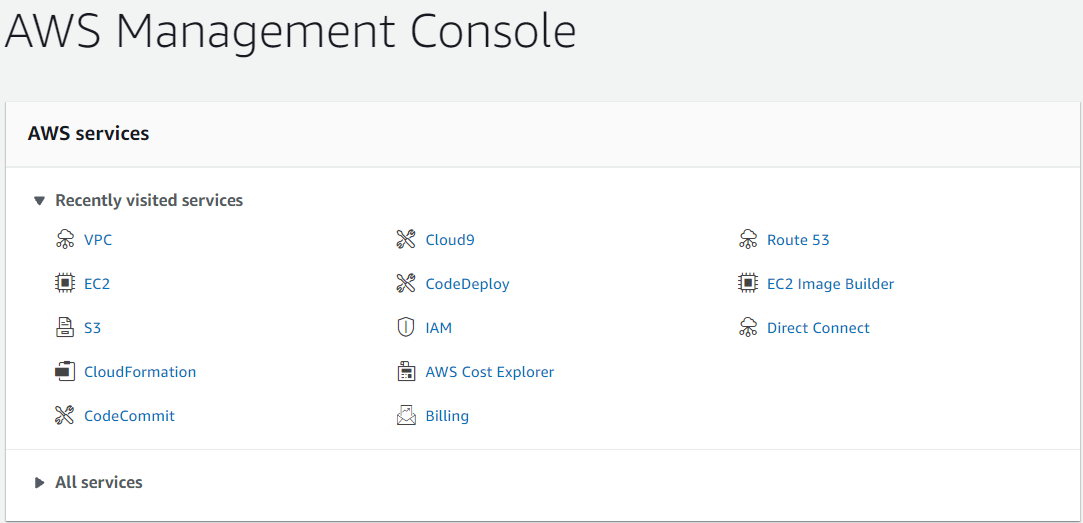 AWS Management Console
AWS services
Recently visited services
VPC
EC2
S3
CloudFormation
CodeCommit
Cloud9
CodeDeploy
IAM
AWS Cost Explorer
Billing
Route 53
EC2 Image Builder
Direct Connect
All services